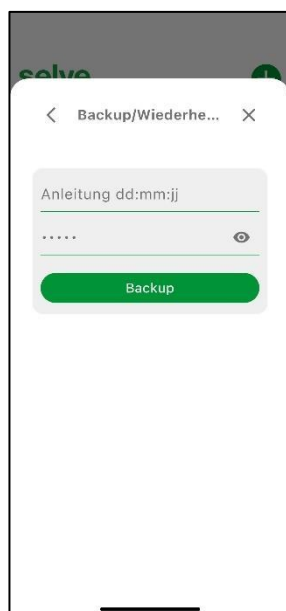 selve
Backup/Wiederhe...
Anleitung dd:mm:jj
.....
Backup